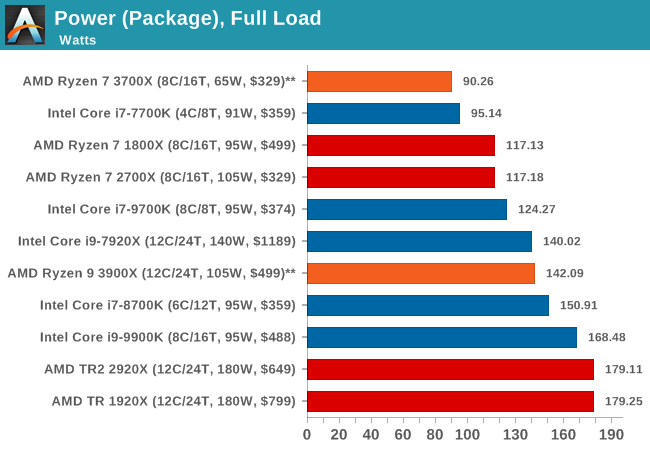 Power (Package), Full Load
Watts
AMD Ryzen 7 3700X (8C/16T, 65W, $329)** 90.26
Intel Core i7-7700K (4C/8T, 91W, $359) 95.14
AMD Ryzen 7 1800X (8C/16T, 95W, $499) 117.13
AMD Ryzen 7 2700X (8C/16T, 105W, $329) 117.18
Intel Core i7-9700K (8C/8T, 95W, $374) 124.27
Intel Core i9-7920X (12C/24T, 140W, $1189) 140.02
AMD Ryzen 9 3900X (12C/24T, 105W, $499)** 142.09
Intel Core i7-8700K (6C/12T, 95W, $359) 150.91
Intel Core i9-9900K (8C/16T, 95W, $488) 168.48
AMD TR2 2920X (12C/24T, 180W, $649) 179.11
AMD TR 1920X (12C/24T, 180W, $799) 179.25
0 20 40 60 80 100 130 160 190